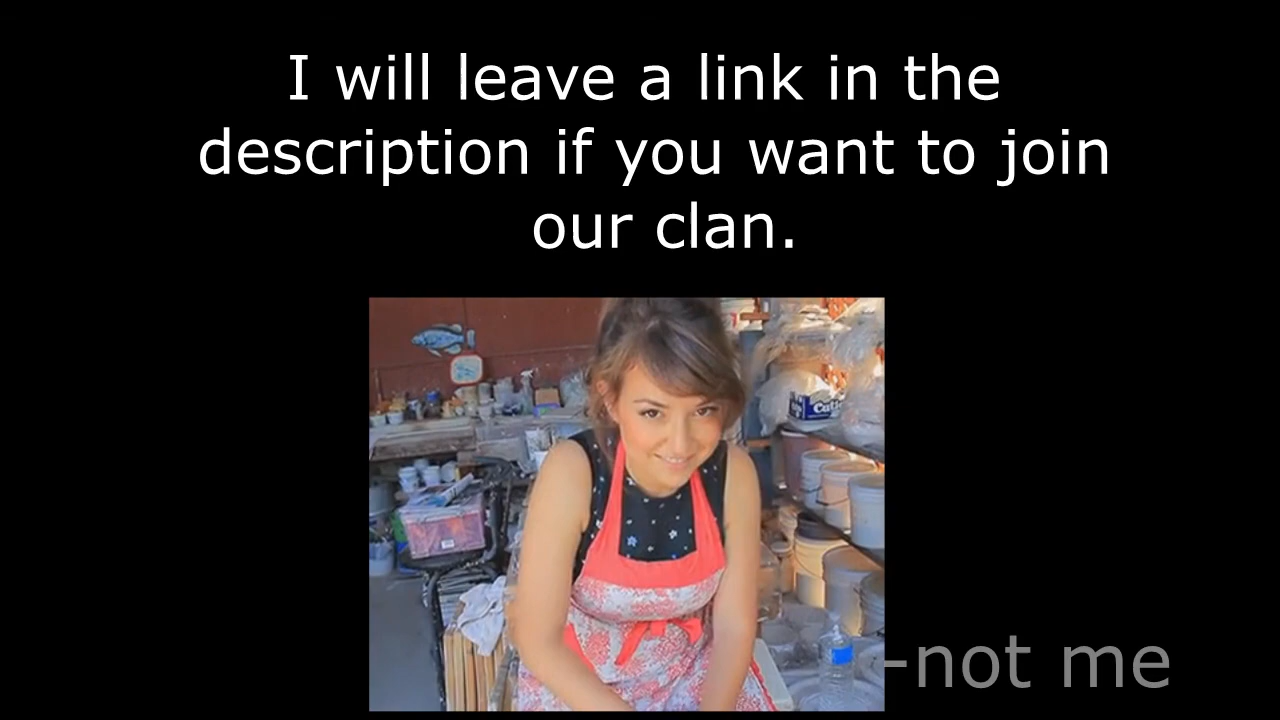 I will leave a link in the
description if you want to join
our clan.
-not me